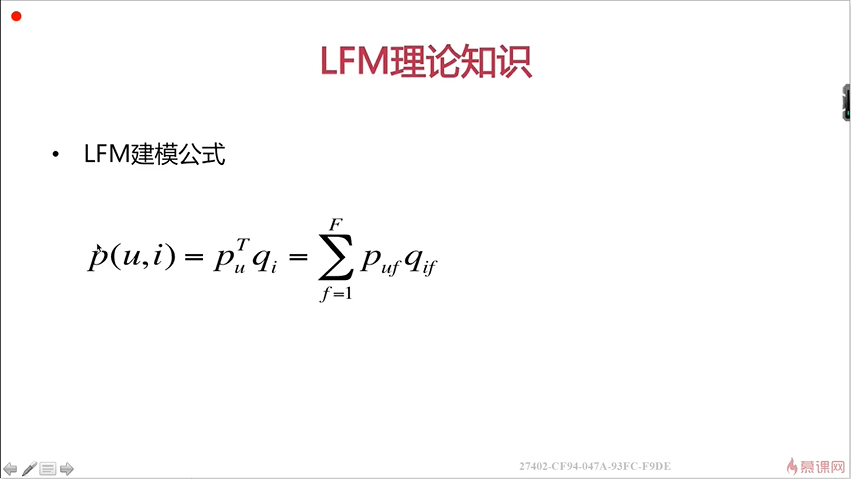 LFM理论知识
• LFM建模公式
p(u,i) = p_u^T q_i = \sum_{f=1}^{F} p_{uf} q_{if}
27402-CF94-047A-93FC-F9DE
慕课网